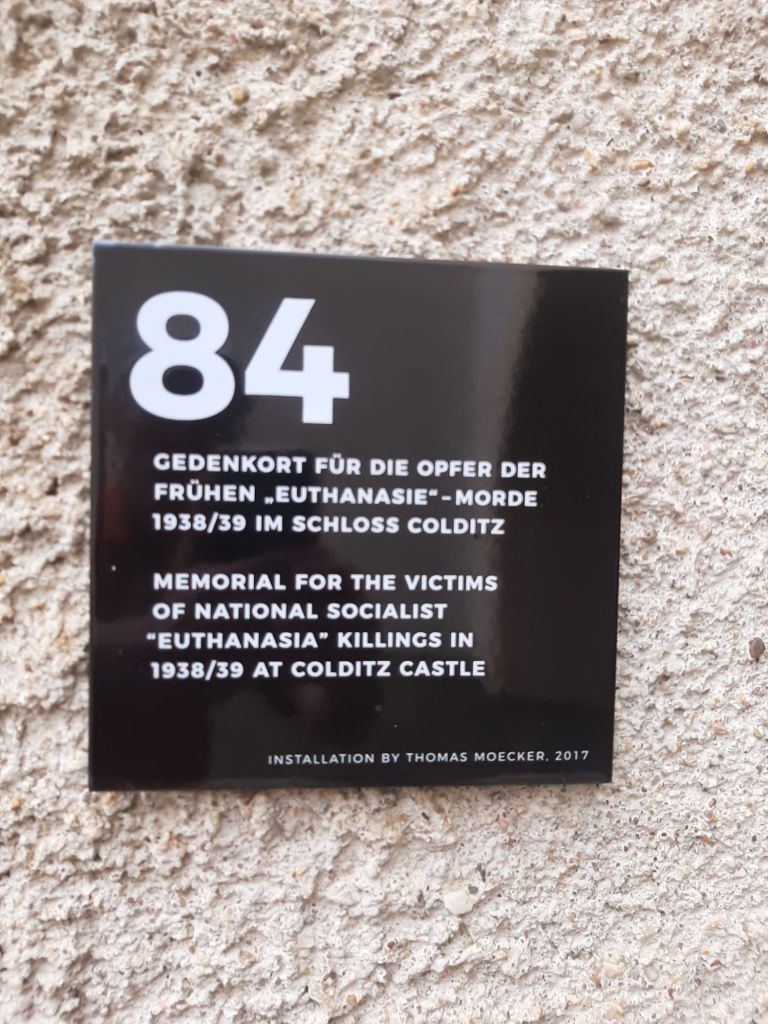 84
GEDENKORT FÜR DIE OPFER DER
FRÜHEN „EUTHANASIE“-MORDE
1938/39 IM SCHLOSS COLDITZ
MEMORIAL FOR THE VICTIMS
OF NATIONAL SOCIALIST
“EUTHANASIA” KILLINGS IN
1938/39 AT COLDITZ CASTLE
INSTALLATION BY THOMAS MOECKER, 2017